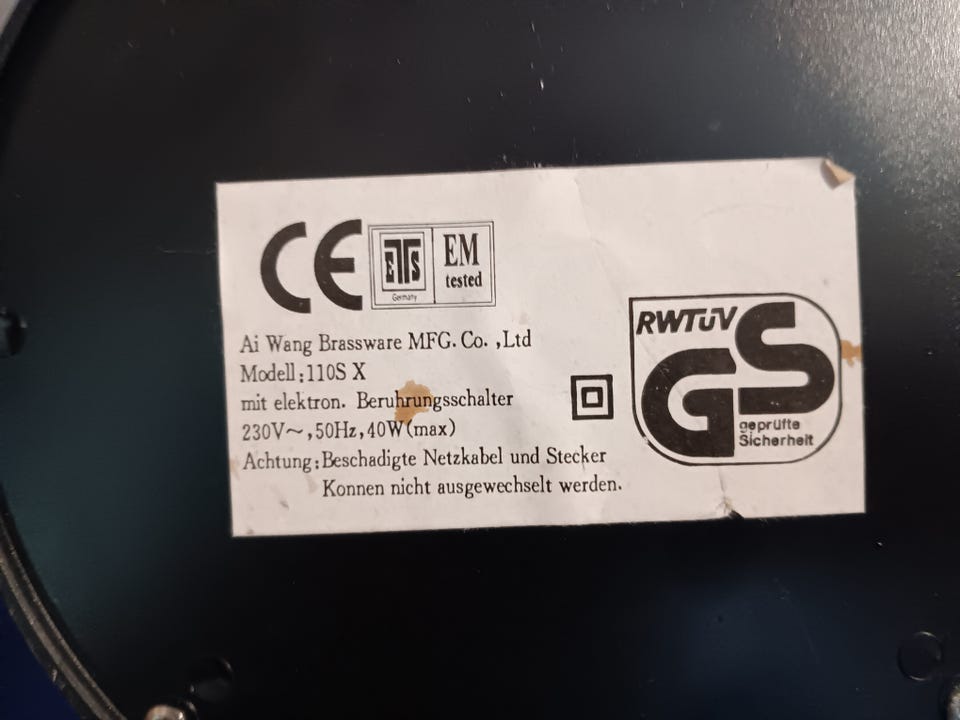 CE
ETS
Germany
EM
tested
Ai Wang Brassware MFG. Co. ,Ltd
Modell:110S X
mit elektron. Beruhrungsschalter
230V~,50Hz,40W(max)
Achtung:Beschadigte Netzkabel und Stecker
Konnen nicht ausgewechselt werden.
RWTÜV
GS
geprüfte
Sicherheit